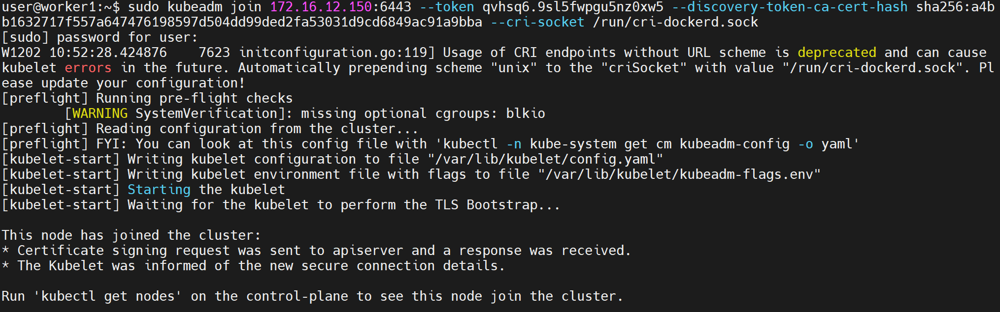 user@worker1:~$ sudo kubeadm join 172.16.12.150:6443 --token qvhsq6.9sl5fwpgu5nz0xw5 --discovery-token-ca-cert-hash sha256:a4b
b1632717f557a647476198597d504dd99ded2fa53031d9cd6849ac91a9bba --cri-socket /run/cri-dockerd.sock
[sudo] password for user:
W1202 10:52:28.424876    7623 initconfiguration.go:119] Usage of CRI endpoints without URL scheme is deprecated and can cause
kubelet errors in the future. Automatically prepending scheme "unix" to the "criSocket" with value "/run/cri-dockerd.sock". Pl
ease update your configuration!
[preflight] Running pre-flight checks
        [WARNING SystemVerification]: missing optional cgroups: blkio
[preflight] Reading configuration from the cluster...
[preflight] FYI: You can look at this config file with 'kubectl -n kube-system get cm kubeadm-config -o yaml'
[kubelet-start] Writing kubelet configuration to file "/var/lib/kubelet/config.yaml"
[kubelet-start] Writing kubelet environment file with flags to file "/var/lib/kubelet/kubeadm-flags.env"
[kubelet-start] Starting the kubelet
[kubelet-start] Waiting for the kubelet to perform the TLS Bootstrap...

This node has joined the cluster:
* Certificate signing request was sent to apiserver and a response was received.
* The Kubelet was informed of the new secure connection details.

Run 'kubectl get nodes' on the control-plane to see this node join the cluster.